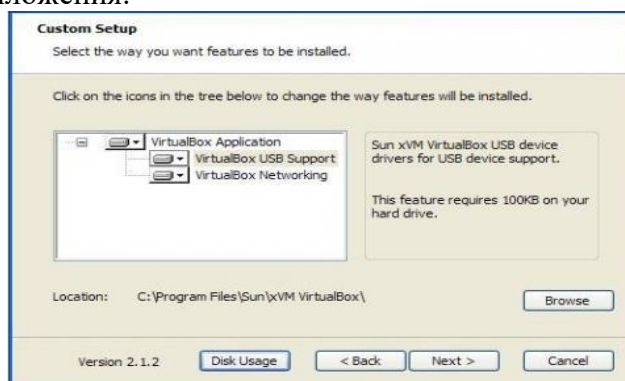 Custom Setup
Select the way you want features to be installed.
Click on the icons in the tree below to change the way features will be installed.
VirtualBox Application
VirtualBox USB Support
VirtualBox Networking
Sun xVM VirtualBox USB device
drivers for USB device support.
This feature requires 100KB on your
hard drive.
Location: C:\Program Files\Sun\xVM VirtualBox\
Browse
Version 2.1.2 Disk Usage < Back Next > Cancel